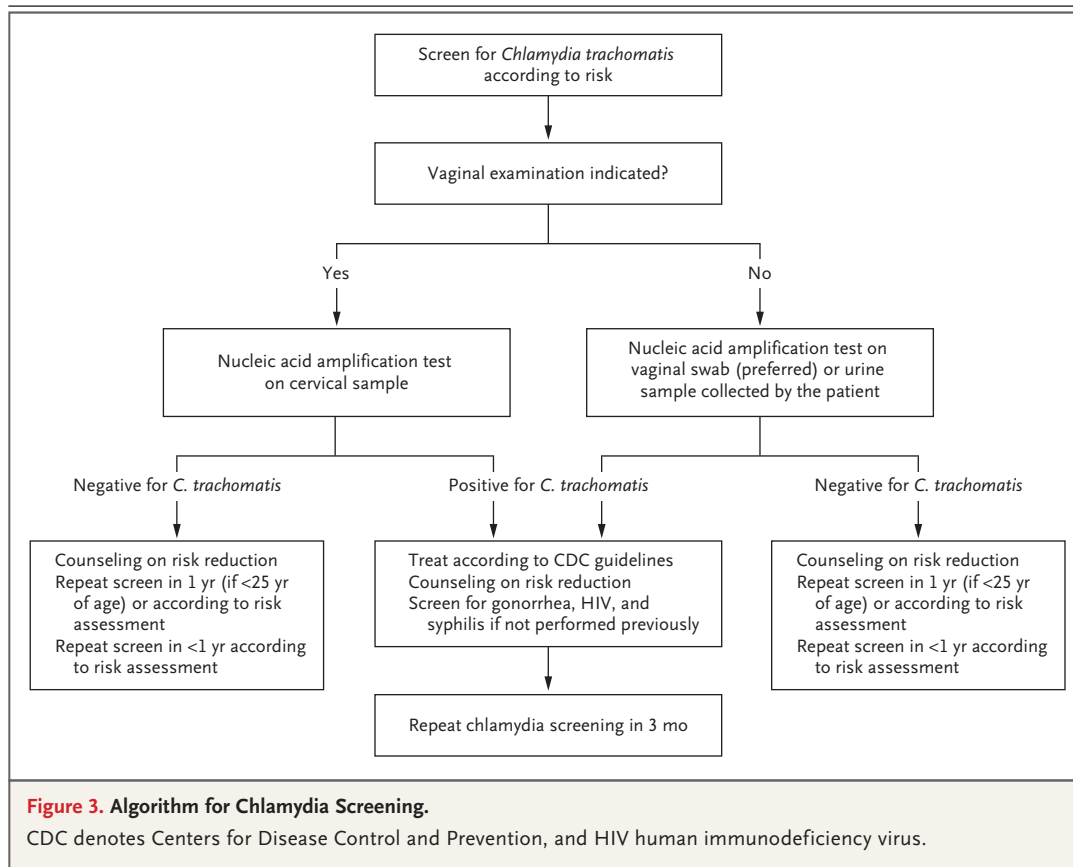 Screen for Chlamydia trachomatis
according to risk
Vaginal examination indicated?
Yes
No
Nucleic acid amplification test
on cervical sample
Nucleic acid amplification test on
vaginal swab (preferred) or urine
sample collected by the patient
Negative for C. trachomatis
Positive for C. trachomatis
Negative for C. trachomatis
Counseling on risk reduction
Repeat screen in 1 yr (if <25 yr
of age) or according to risk
assessment
Repeat screen in <1 yr according
to risk assessment
Treat according to CDC guidelines
Counseling on risk reduction
Screen for gonorrhea, HIV, and
syphilis if not performed previously
Counseling on risk reduction
Repeat screen in 1 yr (if <25 yr
of age) or according to risk
assessment
Repeat screen in <1 yr according
to risk assessment
Repeat chlamydia screening in 3 mo
Figure 3. Algorithm for Chlamydia Screening.
CDC denotes Centers for Disease Control and Prevention, and HIV human immunodeficiency virus.